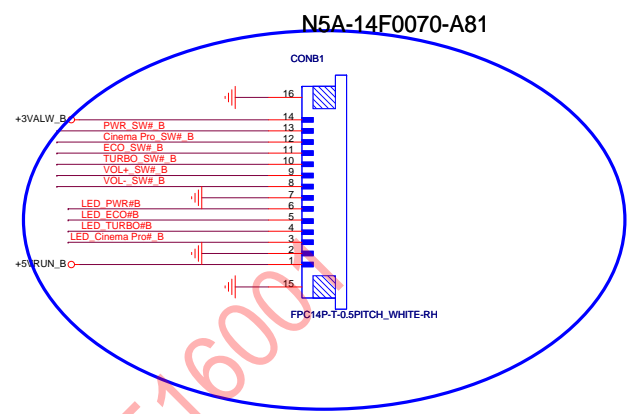 N5A-14F0070-A81
CONB1
16
+3VALW_B 14
PWR_SW#_B 13
Cinema Pro_SW#_B 12
ECO_SW#_B 11
TURBO_SW#_B 10
VOL+_SW#_B 9
VOL-_SW#_B 8
7
LED_PWR#B 6
LED_ECO#B 5
LED_TURBO#B 4
LED_Cinema Pro#_B 3
2
+5VRUN_B 1
15
FPC14P-T-0.5PITCH_WHITE-RH
516001